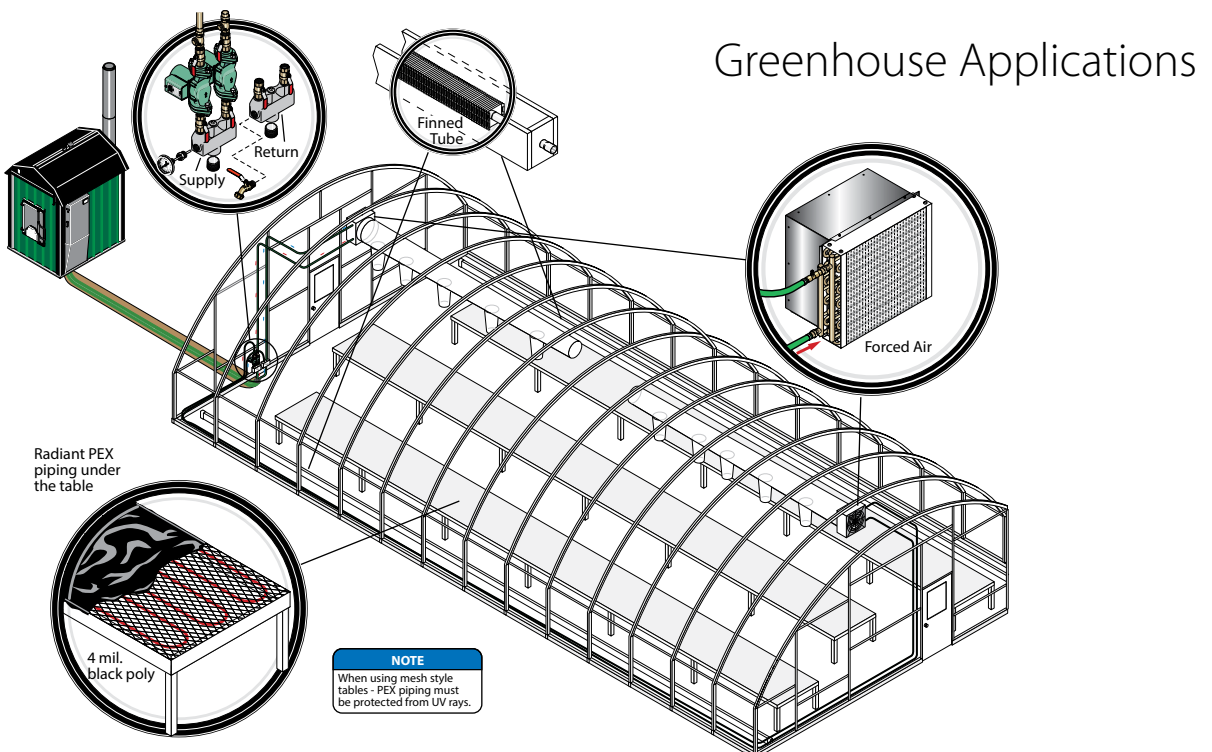 Greenhouse Applications
Finned
Tube
Return
Supply
Forced Air
Radiant PEX
piping under
the table
4 mil.
black poly
NOTE
When using mesh style
tables - PEX piping must
be protected from UV rays.